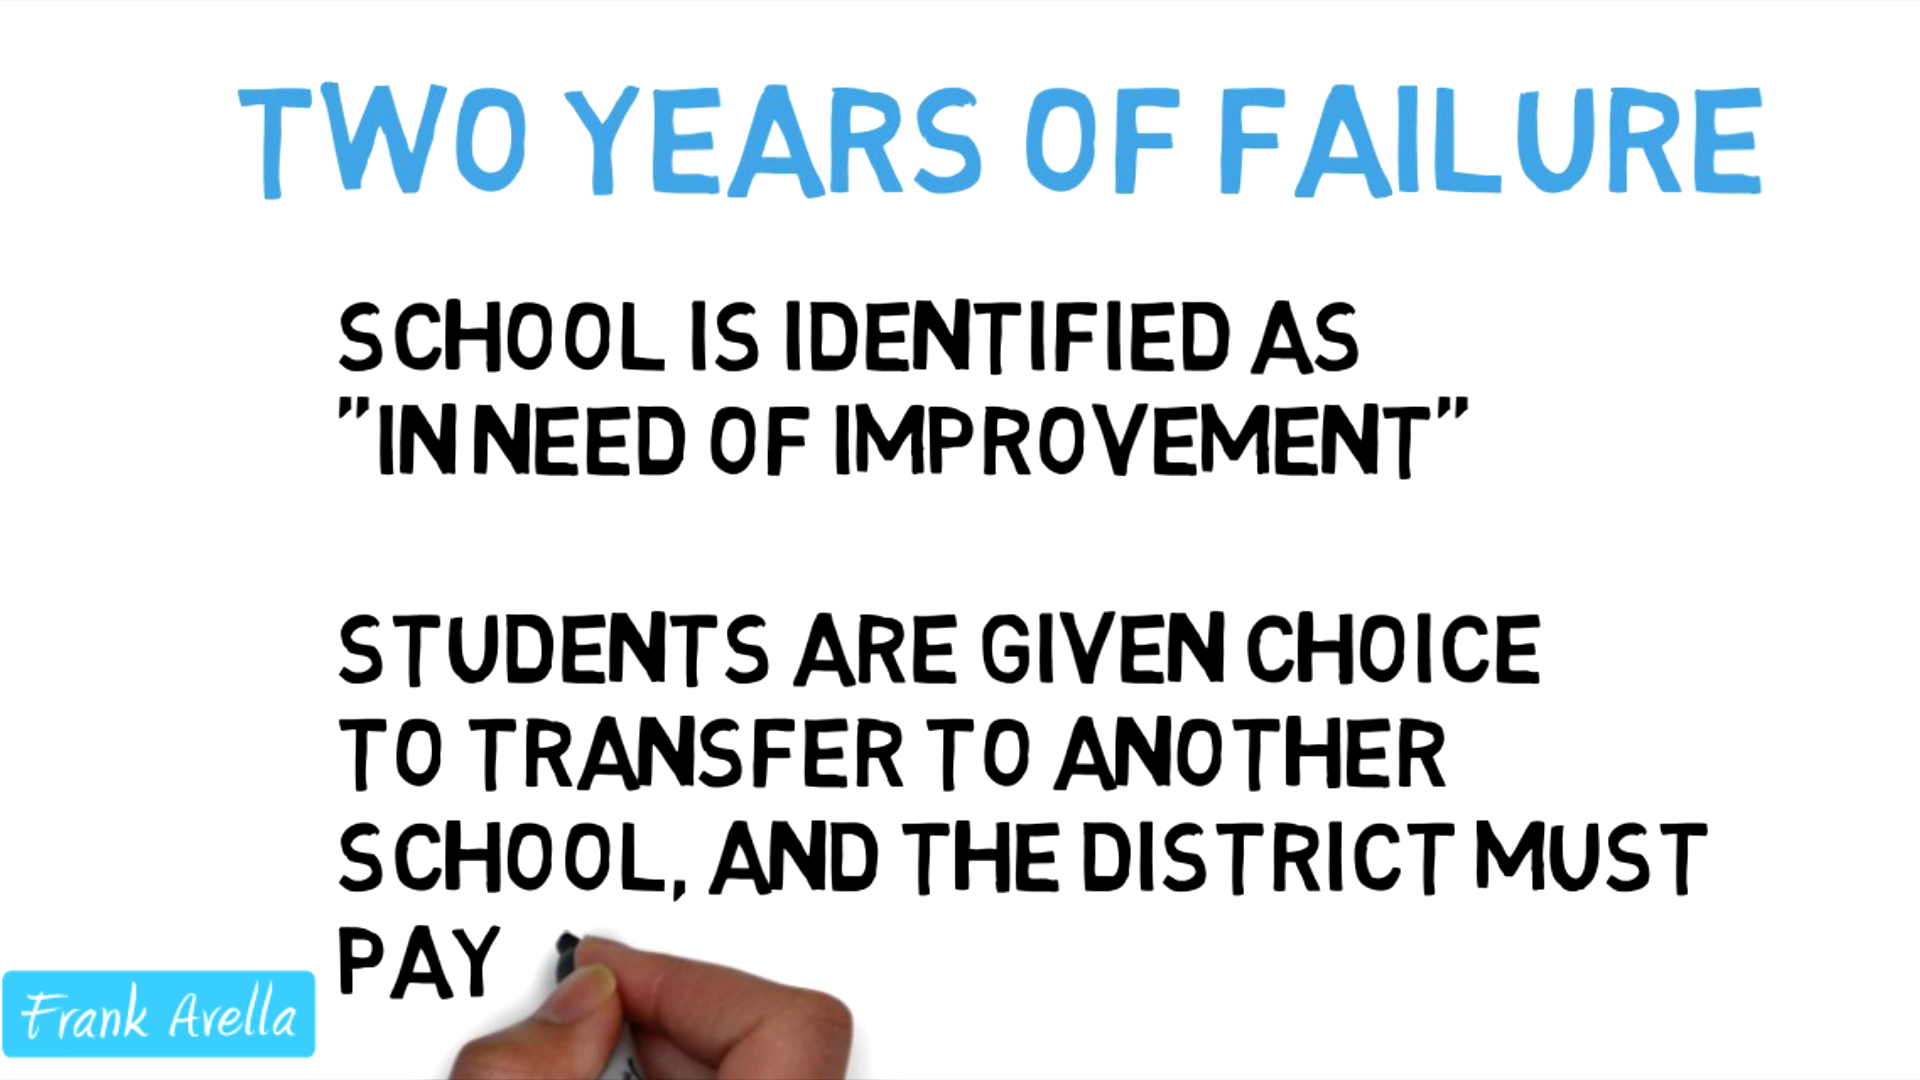 TWO YEARS OF FAILURE
SCHOOL IS IDENTIFIED AS
"IN NEED OF IMPROVEMENT"
STUDENTS ARE GIVEN CHOICE
TO TRANSFER TO ANOTHER
SCHOOL, AND THE DISTRICT MUST
PAY
Frank Avella